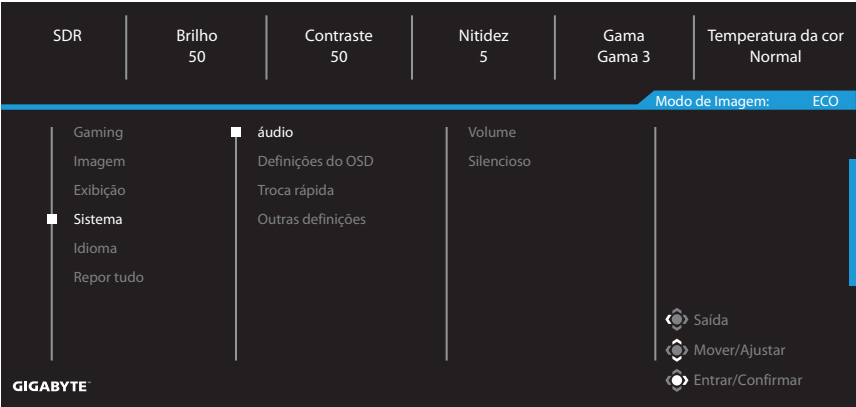 SDR Brilho Contraste Nitidez Gama Temperatura da cor
50 50 5 Gama 3 Normal
Modo de Imagem: ECO
Gaming áudio Volume
Imagem Definições do OSD Silencioso
Exibição Troca rápida
Sistema Outras definições
Idioma
Repor tudo
Saída
Mover/Ajustar
GIGABYTE™ Entrar/Confirmar